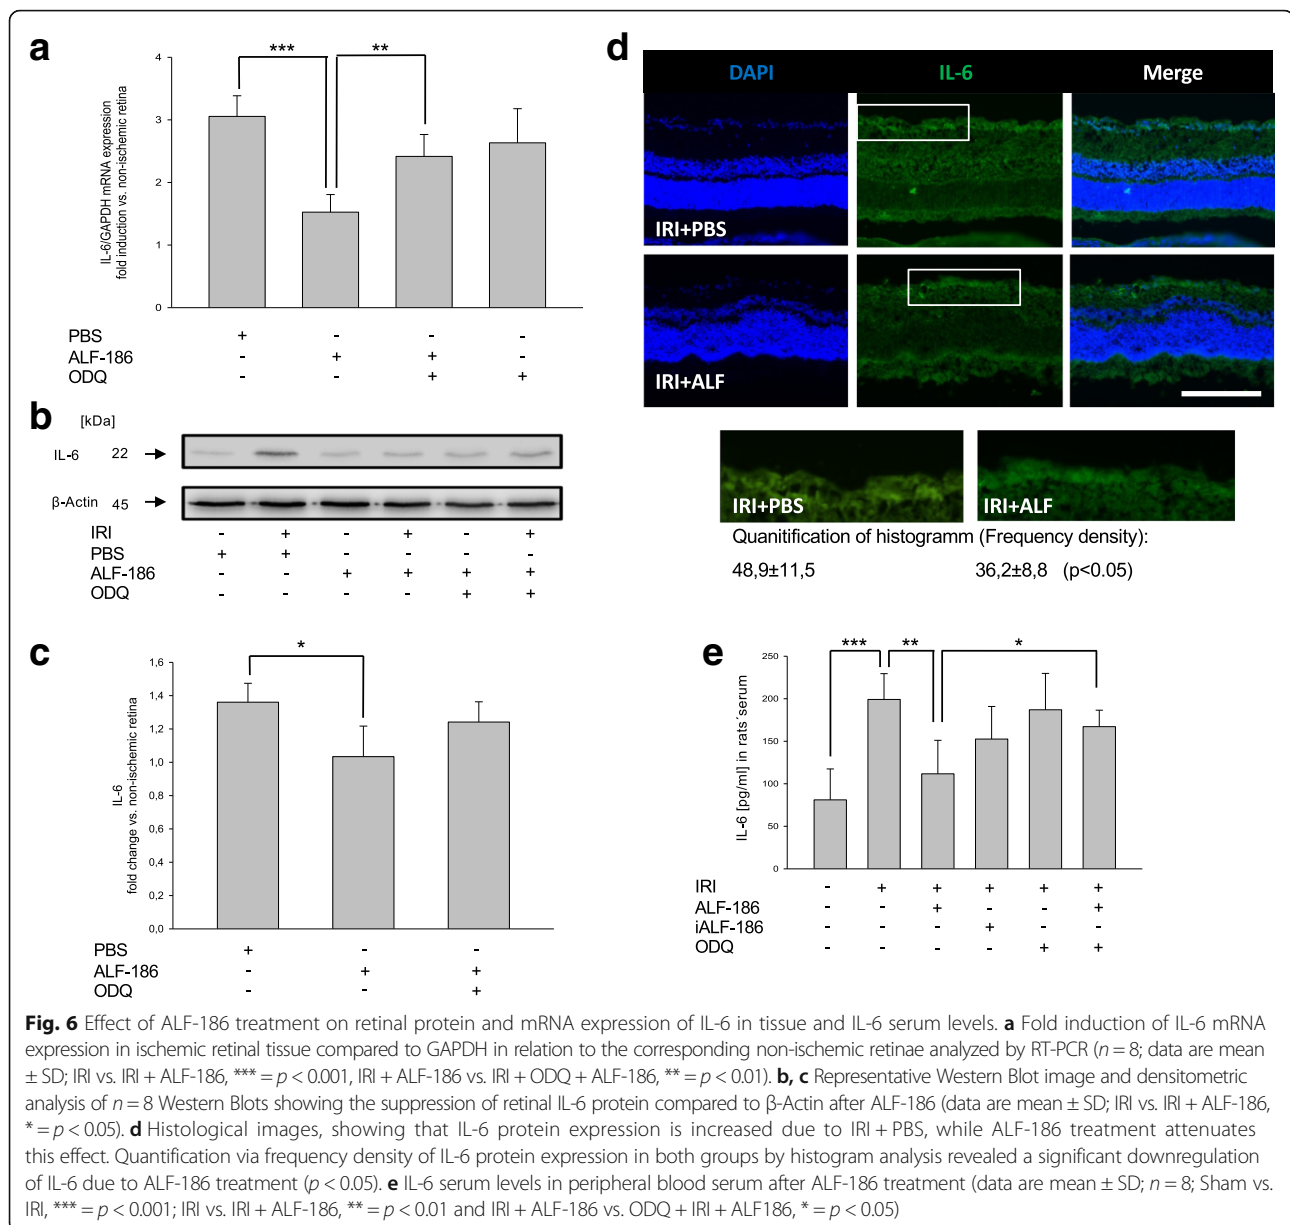 a
*** **
4
3
2
1
0
IL-6/GAPDH mRNA expression
fold induction vs. non-ischemic retina
PBS + - - -
ALF-186 - + + -
ODQ - - + +
b
[kDa]
IL-6 22
β-Actin 45
IRI - + - + - +
PBS + + - - - -
ALF-186 - - + + + +
ODQ - - - - + +
c
*
1,6
1,4
1,2
1,0
0,8
0,6
0,4
0,2
0,0
IL-6
fold change vs. non-ischemic retina
PBS + - -
ALF-186 - + +
ODQ - - +
d
DAPI IL-6 Merge
IRI+PBS
IRI+ALF
IRI+PBS IRI+ALF
Quanitification of histogramm (Frequency density):
48,9±11,5 36,2±8,8 (p<0.05)
e
*** ** *
250
200
150
100
50
0
IL-6 [pg/ml] in rats´serum
IRI - + + + + +
ALF-186 - - + - - +
iALF-186 - - - + - -
ODQ - - - - + +
Fig. 6 Effect of ALF-186 treatment on retinal protein and mRNA expression of IL-6 in tissue and IL-6 serum levels. a Fold induction of IL-6 mRNA
expression in ischemic retinal tissue compared to GAPDH in relation to the corresponding non-ischemic retinae analyzed by RT-PCR (n = 8; data are mean
± SD; IRI vs. IRI + ALF-186, *** = p < 0.001, IRI + ALF-186 vs. IRI + ODQ + ALF-186, ** = p < 0.01). b, c Representative Western Blot image and densitometric
analysis of n = 8 Western Blots showing the suppression of retinal IL-6 protein compared to β-Actin after ALF-186 (data are mean ± SD; IRI vs. IRI + ALF-186,
* = p < 0.05). d Histological images, showing that IL-6 protein expression is increased due to IRI + PBS, while ALF-186 treatment attenuates
this effect. Quantification via frequency density of IL-6 protein expression in both groups by histogram analysis revealed a significant downregulation
of IL-6 due to ALF-186 treatment (p < 0.05). e IL-6 serum levels in peripheral blood serum after ALF-186 treatment (data are mean ± SD; n = 8; Sham vs.
IRI, *** = p < 0.001; IRI vs. IRI + ALF-186, ** = p < 0.01 and IRI + ALF-186 vs. ODQ + IRI + ALF186, * = p < 0.05)